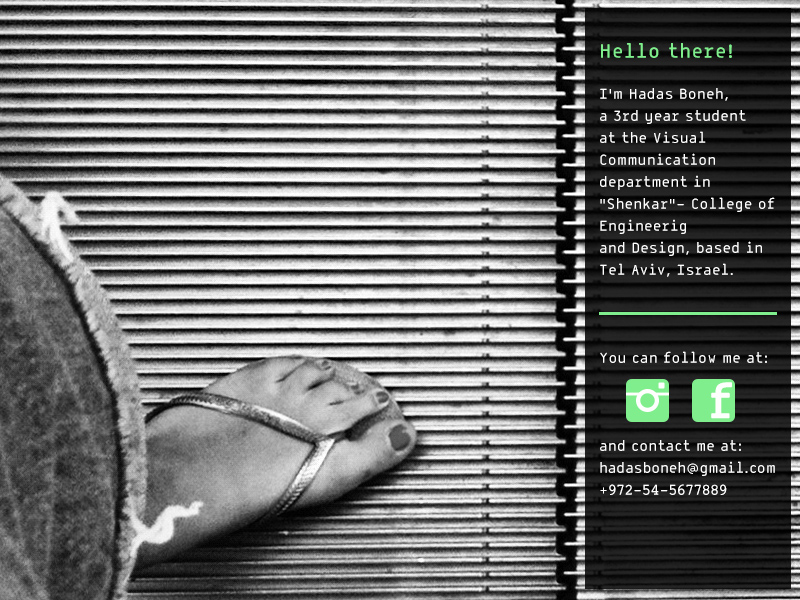 Hello there!
I'm Hadas Boneh,
a 3rd year student
at the Visual
Communication
department in
"Shenkar"- College of
Engineerig
and Design, based in
Tel Aviv, Israel.
You can follow me at:
f
and contact me at:
hadasboneh@gmail.com
+972-54-5677889